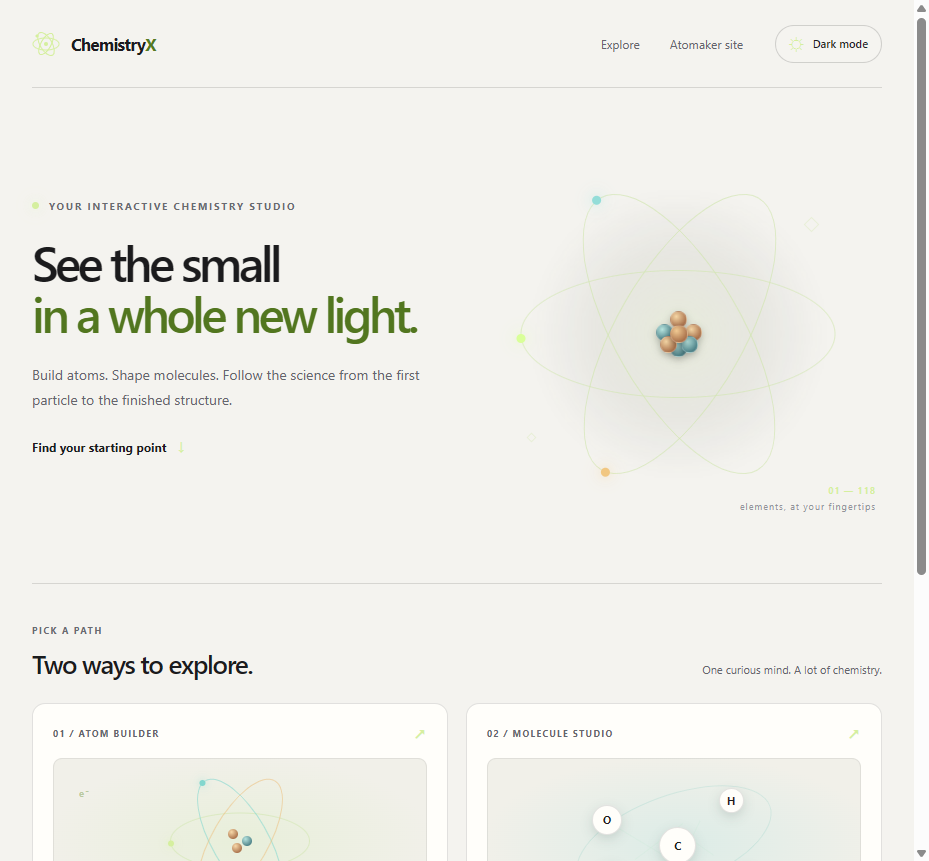 ChemistryX
Explore
Atomaker site
Dark mode
YOUR INTERACTIVE CHEMISTRY STUDIO
See the small
in a whole new light.
Build atoms. Shape molecules. Follow the science from the first
particle to the finished structure.
Find your starting point ↓
01 — 118
elements, at your fingertips
PICK A PATH
Two ways to explore.
One curious mind. A lot of chemistry.
01 / ATOM BUILDER ↗
e⁻
02 / MOLECULE STUDIO ↗
H
O
C